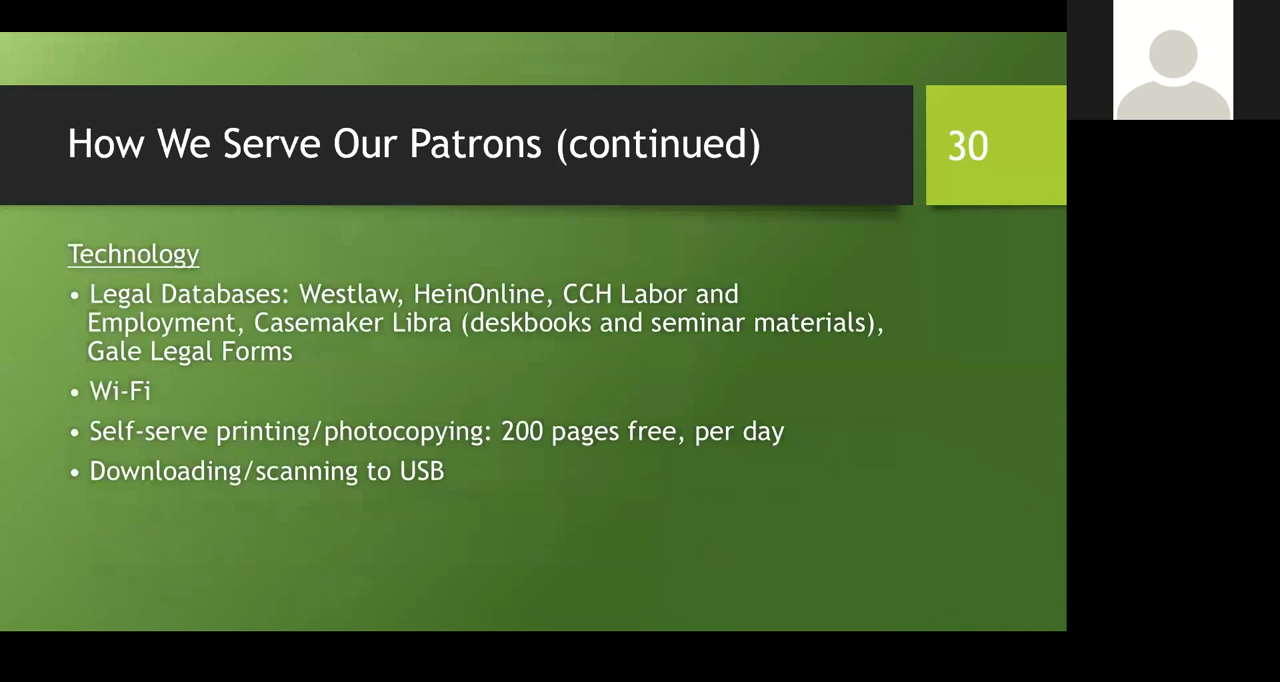 How We Serve Our Patrons (continued)
30
Technology
• Legal Databases: Westlaw, HeinOnline, CCH Labor and
Employment, Casemaker Libra (deskbooks and seminar materials),
Gale Legal Forms
• Wi-Fi
• Self-serve printing/photocopying: 200 pages free, per day
• Downloading/scanning to USB